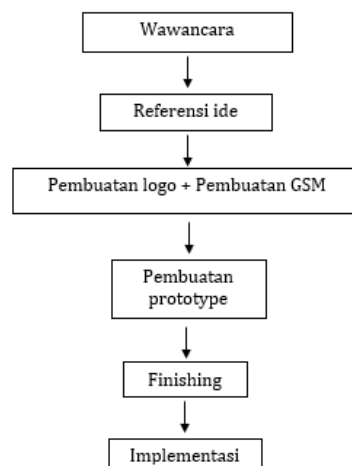 Wawancara
Referensi ide
Pembuatan logo + Pembuatan GSM
Pembuatan
prototype
Finishing
Implementasi